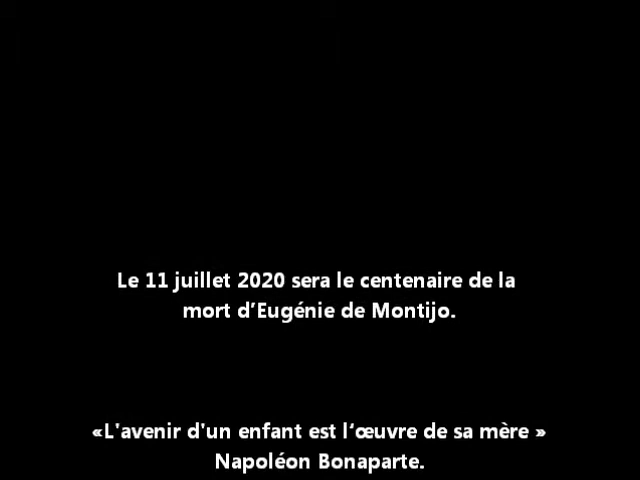 Le 11 juillet 2020 sera le centenaire de la
mort d’Eugénie de Montijo.
«L'avenir d'un enfant est l‘œuvre de sa mère »
Napoléon Bonaparte.